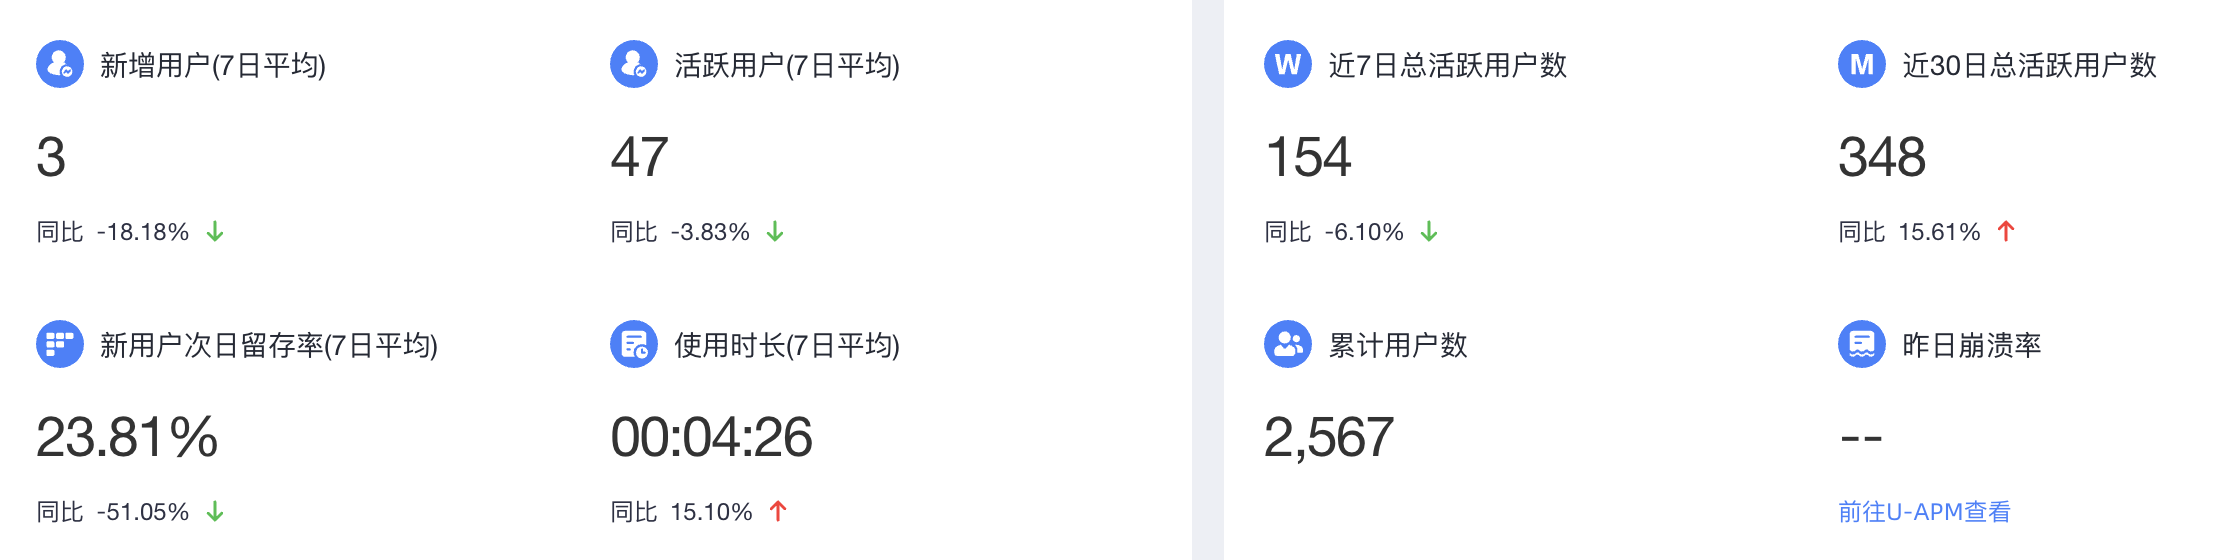 新增用户(7日平均)
活跃用户(7日平均)
W 近7日总活跃用户数
M 近30日总活跃用户数
3
47
154
348
同比 -18.18% ↓
同比 -3.83% ↓
同比 -6.10% ↓
同比 15.61% ↑
新用户次日留存率(7日平均)
使用时长(7日平均)
累计用户数
昨日崩溃率
23.81%
00:04:26
2,567
--
同比 -51.05% ↓
同比 15.10% ↑
前往U-APM查看